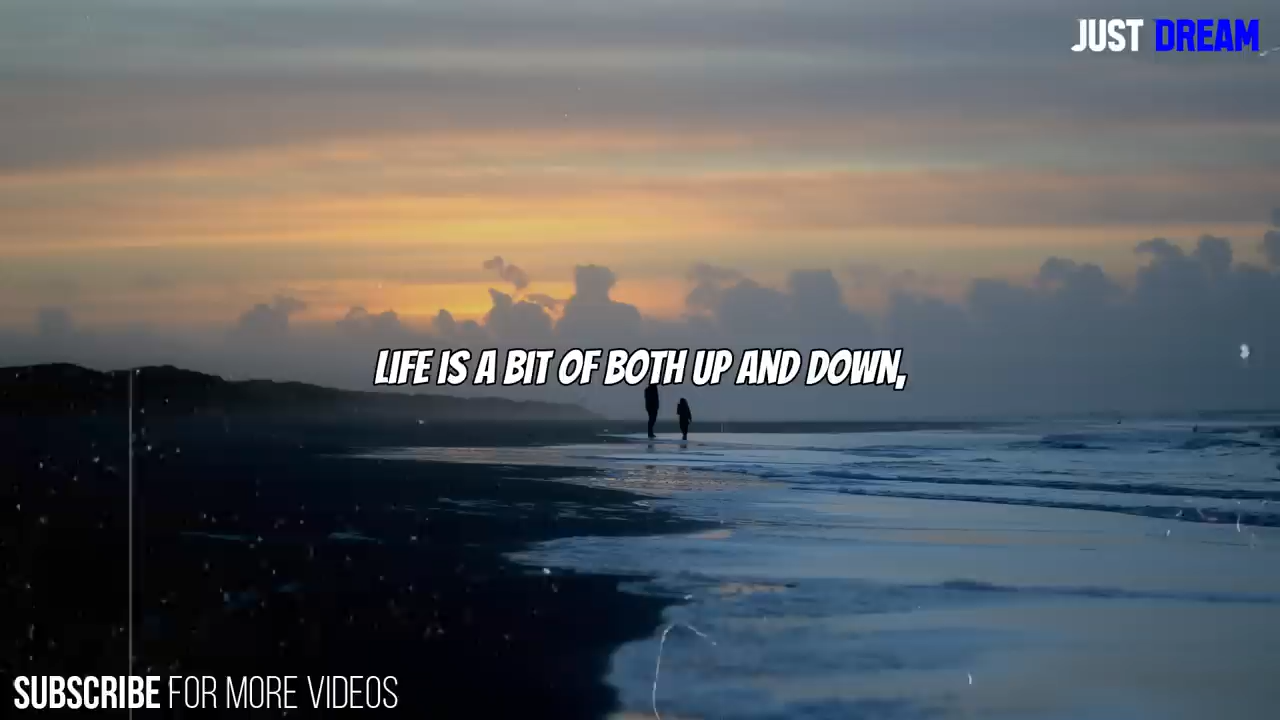 JUST DREAM
LIFE IS A BIT OF BOTH UP AND DOWN,
SUBSCRIBE FOR MORE VIDEOS